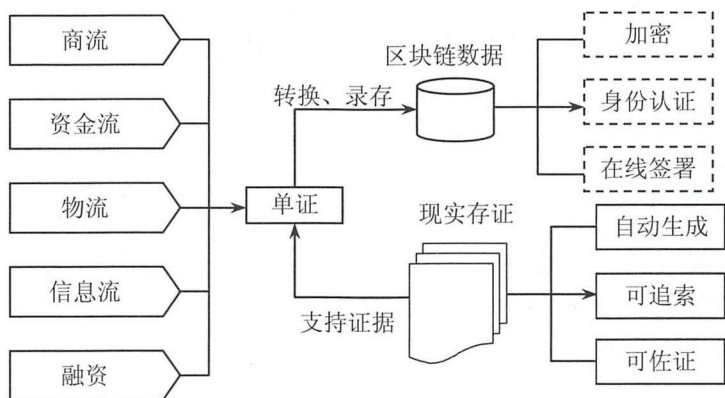 商流
资金流
物流
信息流
融资
单证
转换、录存
区块链数据
加密
身份认证
在线签署
现实存证
支持证据
自动生成
可追索
可佐证